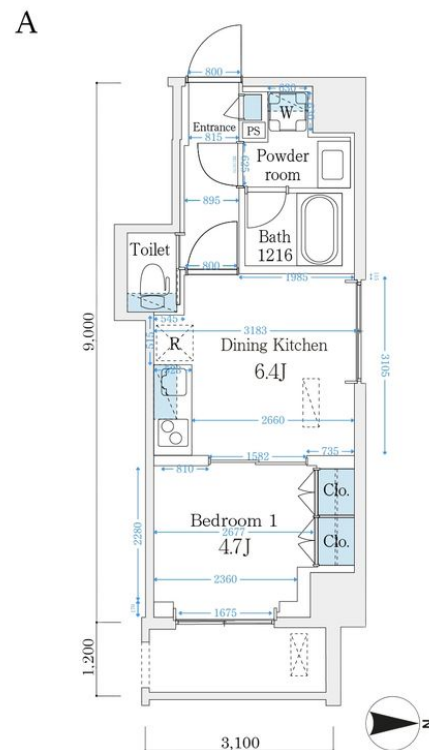 A
800
630
W
Entrance
PS
815
Powder
room
625
895
Bath
1216
Toilet
800
1985
545
3183
515
R
Dining Kitchen
6.4J
3105
9,000
2660
1582
735
810
Clo.
Bedroom 1
2677
4.7J
Clo.
2280
2360
1675
1,200
N
3,100